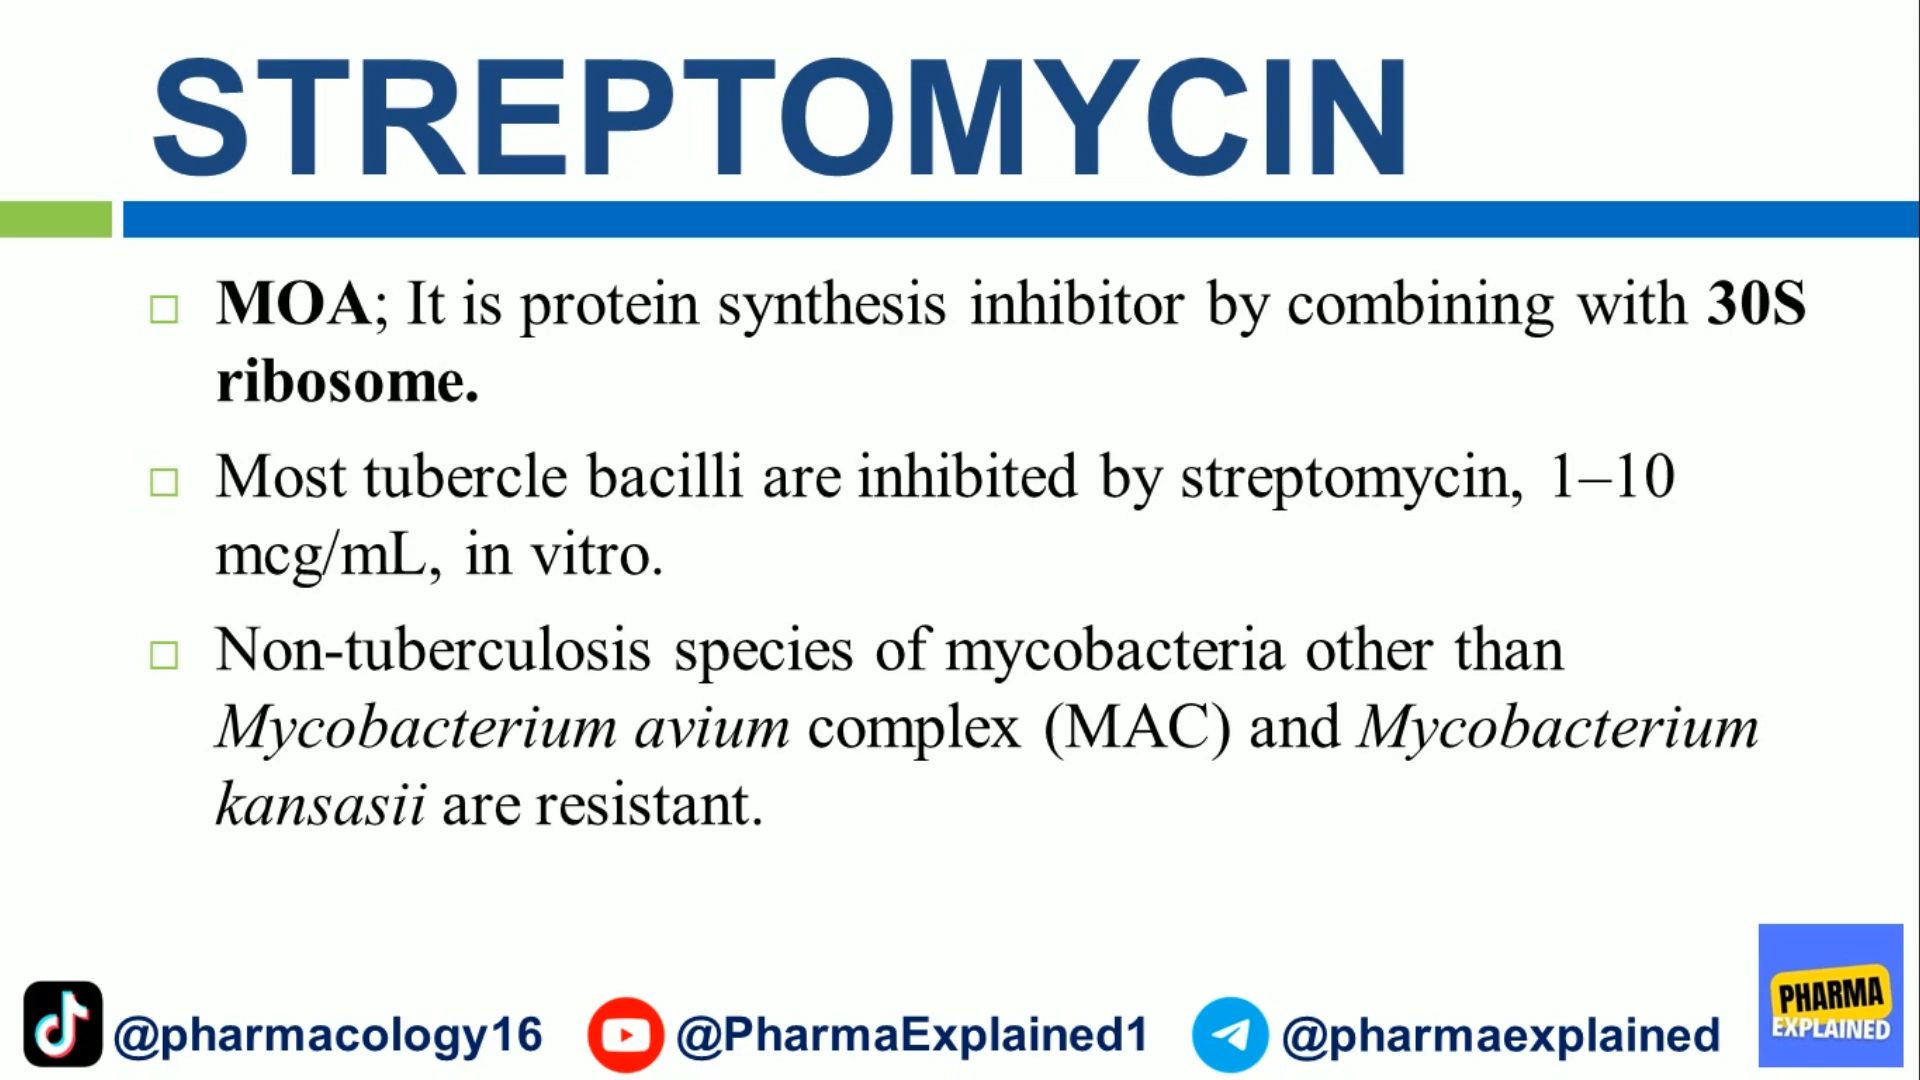 STREPTOMYCIN
MOA; It is protein synthesis inhibitor by combining with 30S
ribosome.
Most tubercle bacilli are inhibited by streptomycin, 1–10
mcg/mL, in vitro.
Non-tuberculosis species of mycobacteria other than
Mycobacterium avium complex (MAC) and Mycobacterium
kansasii are resistant.
@pharmacology16 @PharmaExplained1 @pharmaexplained
PHARMA
EXPLAINED